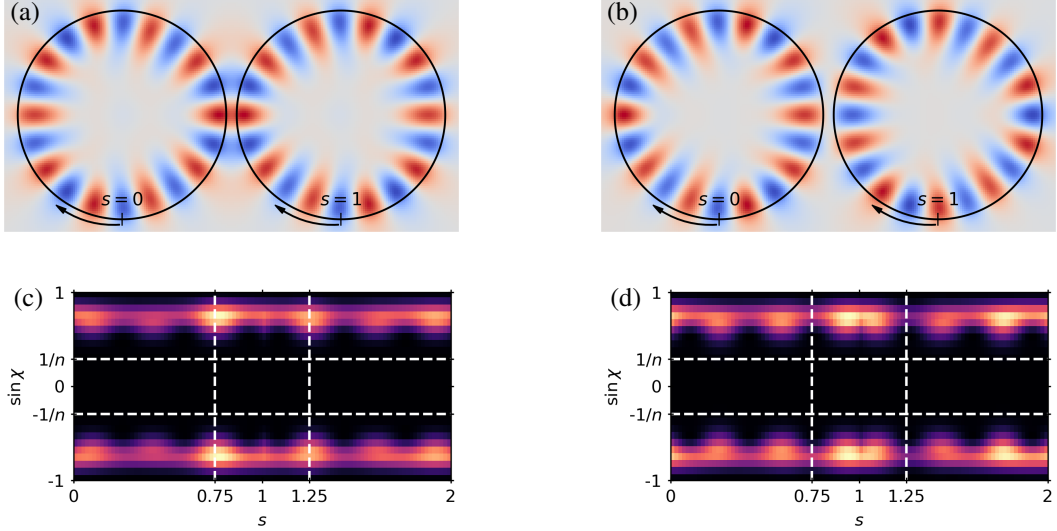 (a)
s = 0
s = 1
(b)
s = 0
s = 1
(c)
1
1/n
0
-1/n
-1
sin χ
0
0.75
1
1.25
2
s
(d)
1
1/n
0
-1/n
-1
sin χ
0
0.75
1
1.25
2
s